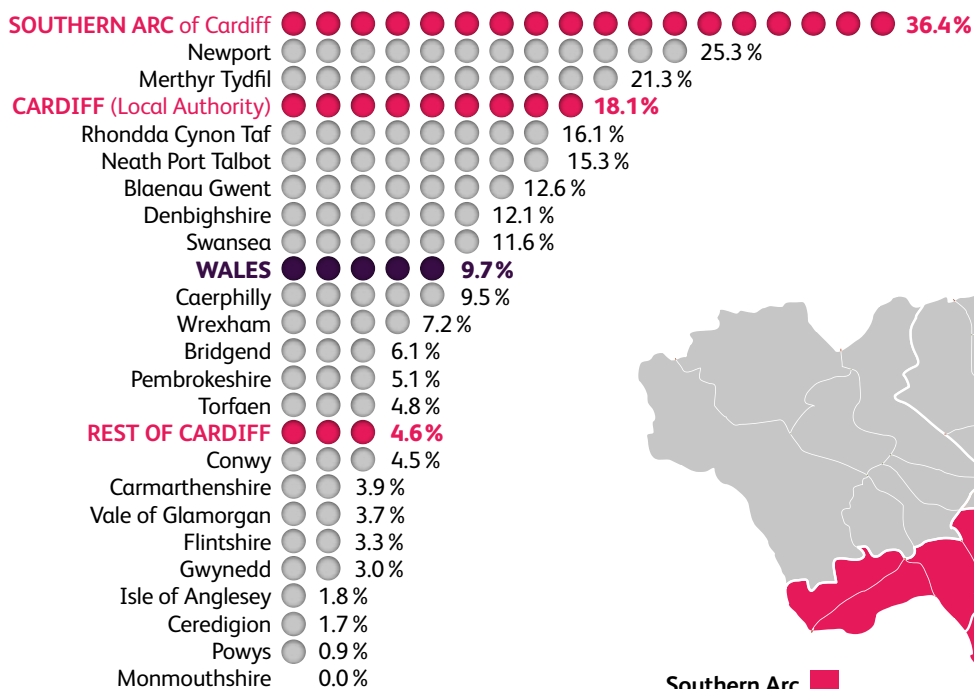 SOUTHERN ARC of Cardiff 36.4%
Newport 25.3%
Merthyr Tydfil 21.3%
CARDIFF (Local Authority) 18.1%
Rhondda Cynon Taf 16.1%
Neath Port Talbot 15.3%
Blaenau Gwent 12.6%
Denbighshire 12.1%
Swansea 11.6%
WALES 9.7%
Caerphilly 9.5%
Wrexham 7.2%
Bridgend 6.1%
Pembrokeshire 5.1%
Torfaen 4.8%
REST OF CARDIFF 4.6%
Conwy 4.5%
Carmarthenshire 3.9%
Vale of Glamorgan 3.7%
Flintshire 3.3%
Gwynedd 3.0%
Isle of Anglesey 1.8%
Ceredigion 1.7%
Powys 0.9%
Monmouthshire 0.0%
Southern Arc